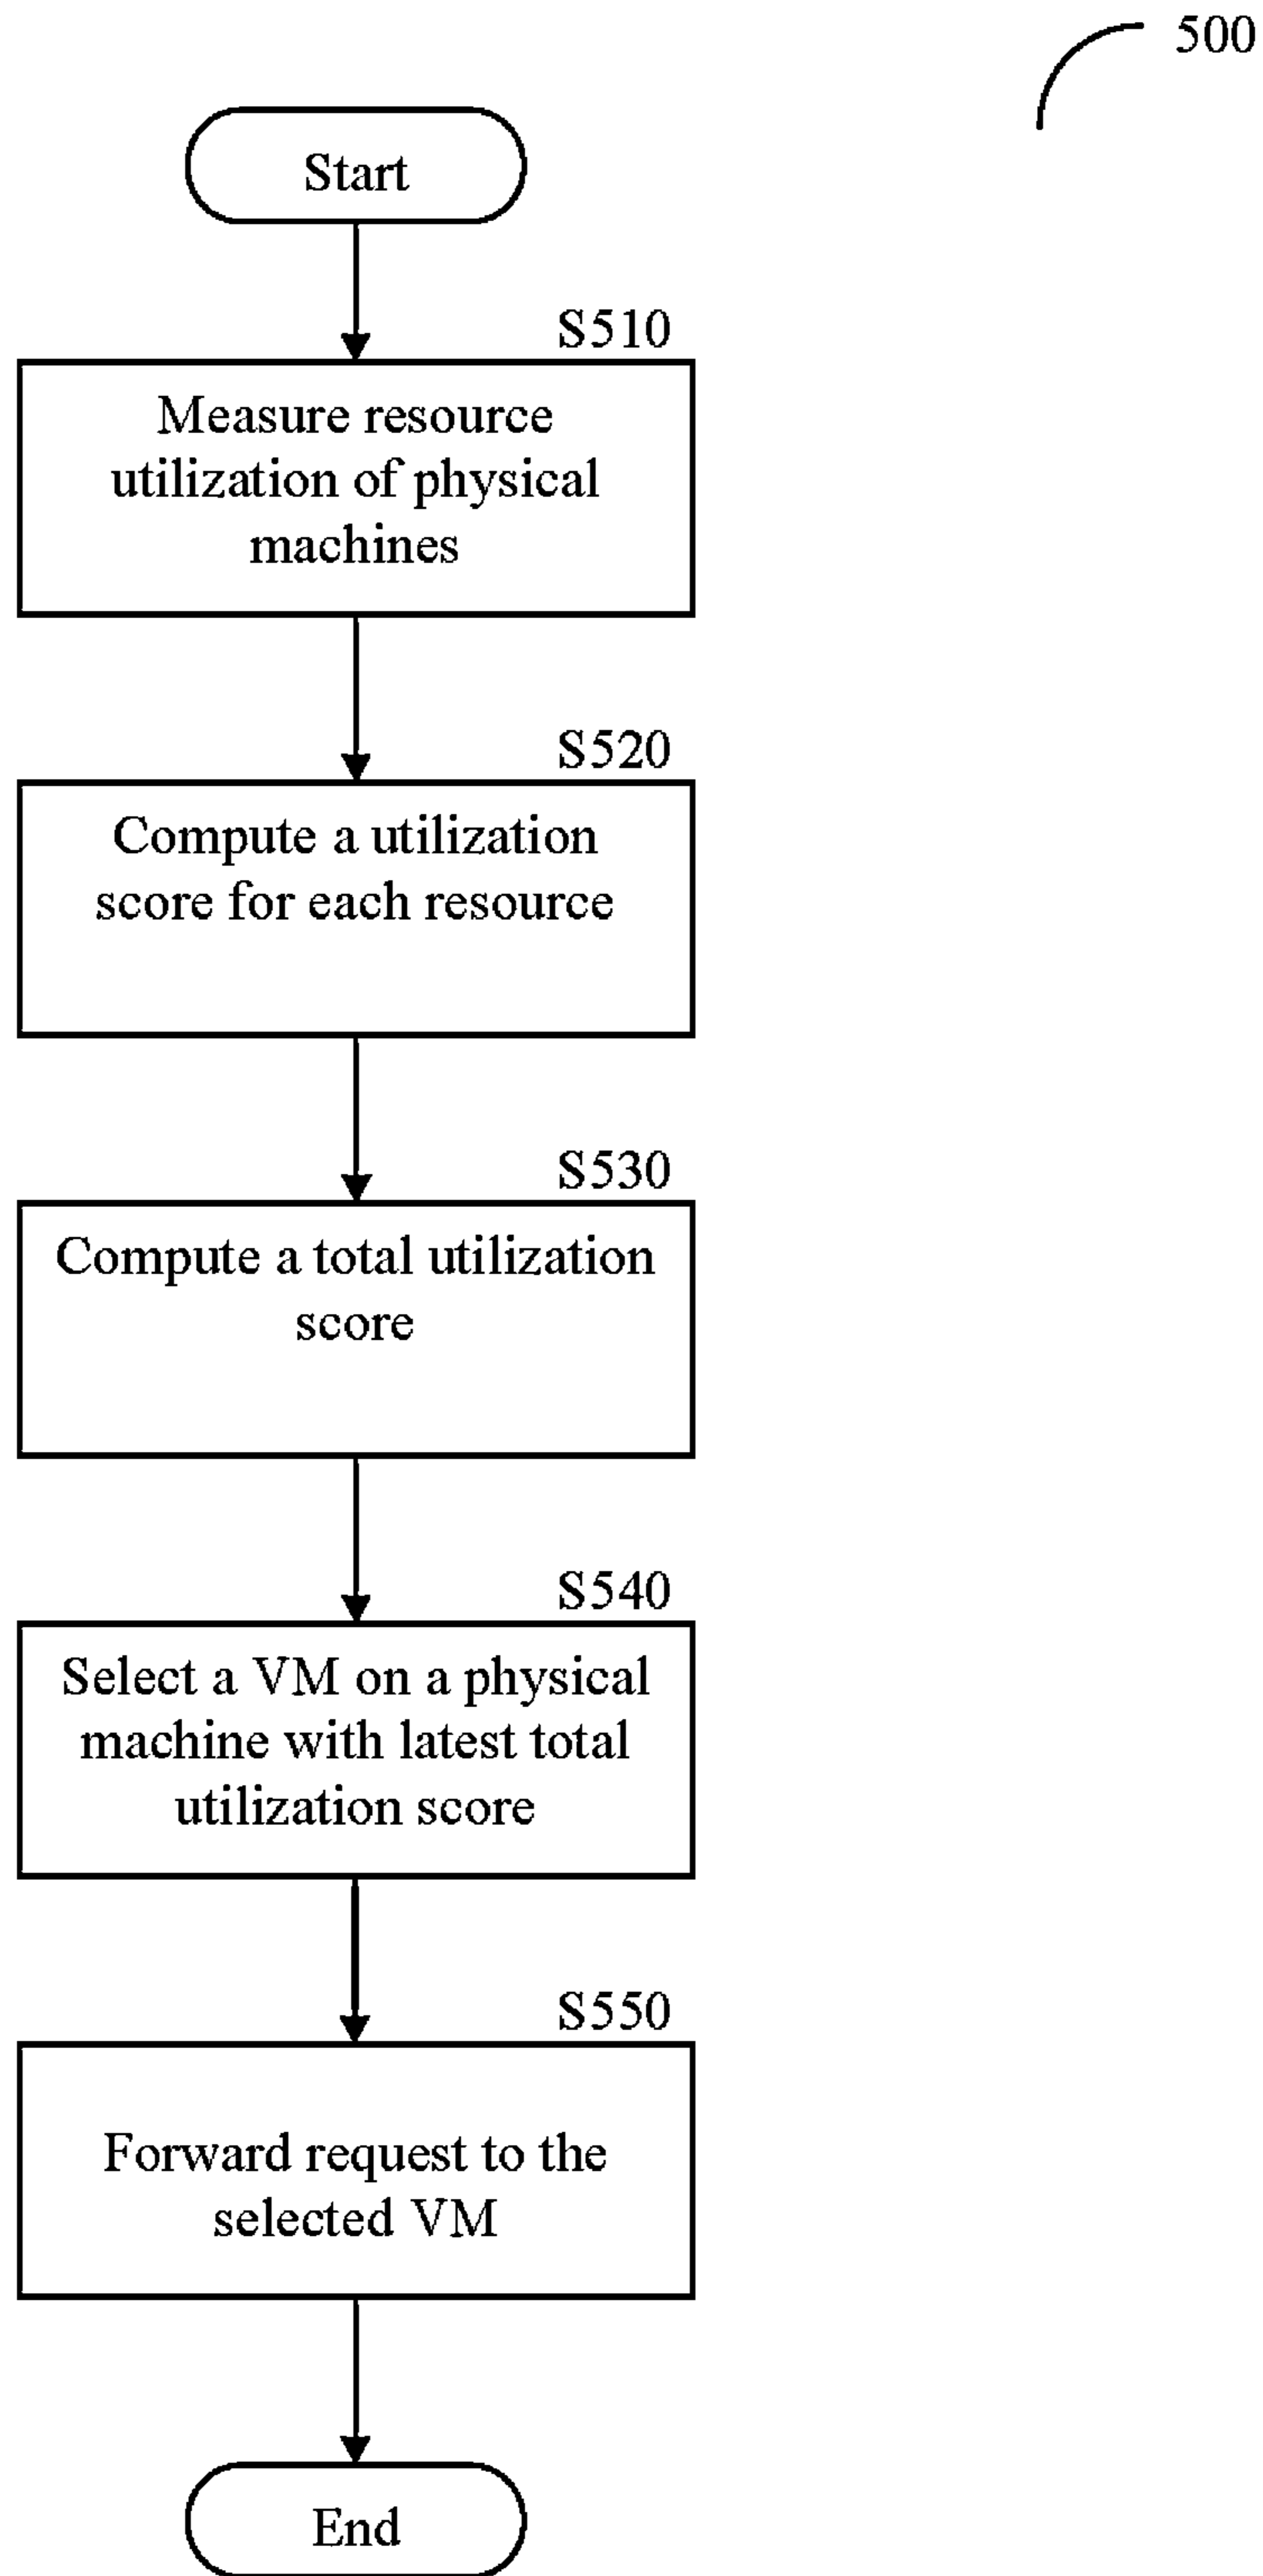 500
Start
S510
Measure resource
utilization of physical
machines
S520
Compute a utilization
score for each resource
S530
Compute a total utilization
score
S540
Select a VM on a physical
machine with latest total
utilization score
S550
Forward request to the
selected VM
End